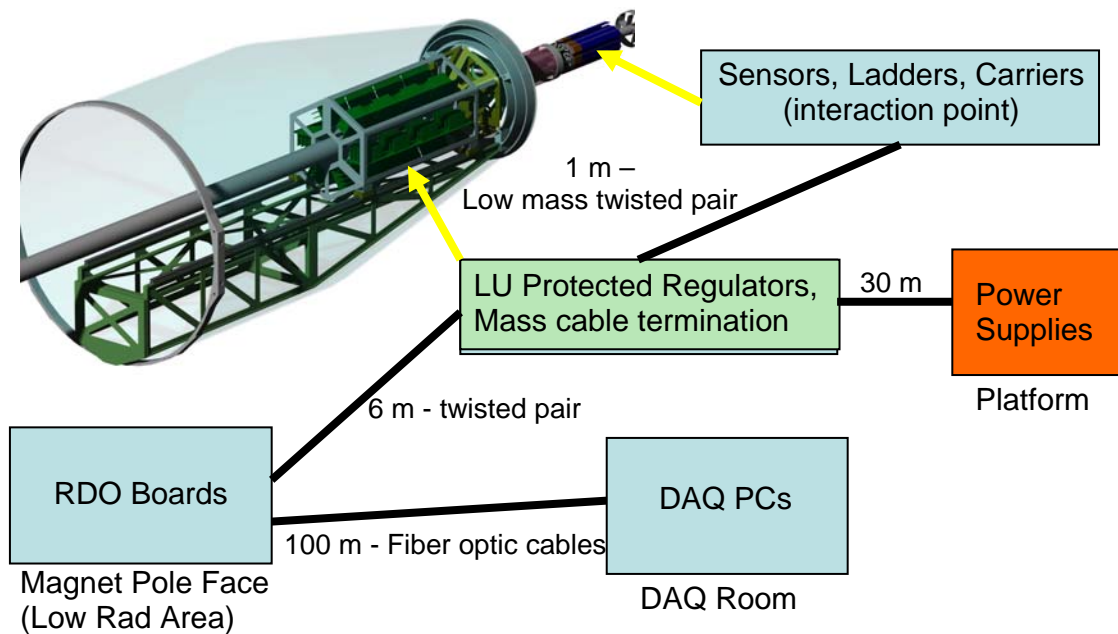 Sensors, Ladders, Carriers
(interaction point)
1 m –
Low mass twisted pair
LU Protected Regulators,
Mass cable termination
30 m
Power
Supplies
Platform
6 m - twisted pair
RDO Boards
DAQ PCs
100 m - Fiber optic cables
Magnet Pole Face
(Low Rad Area)
DAQ Room